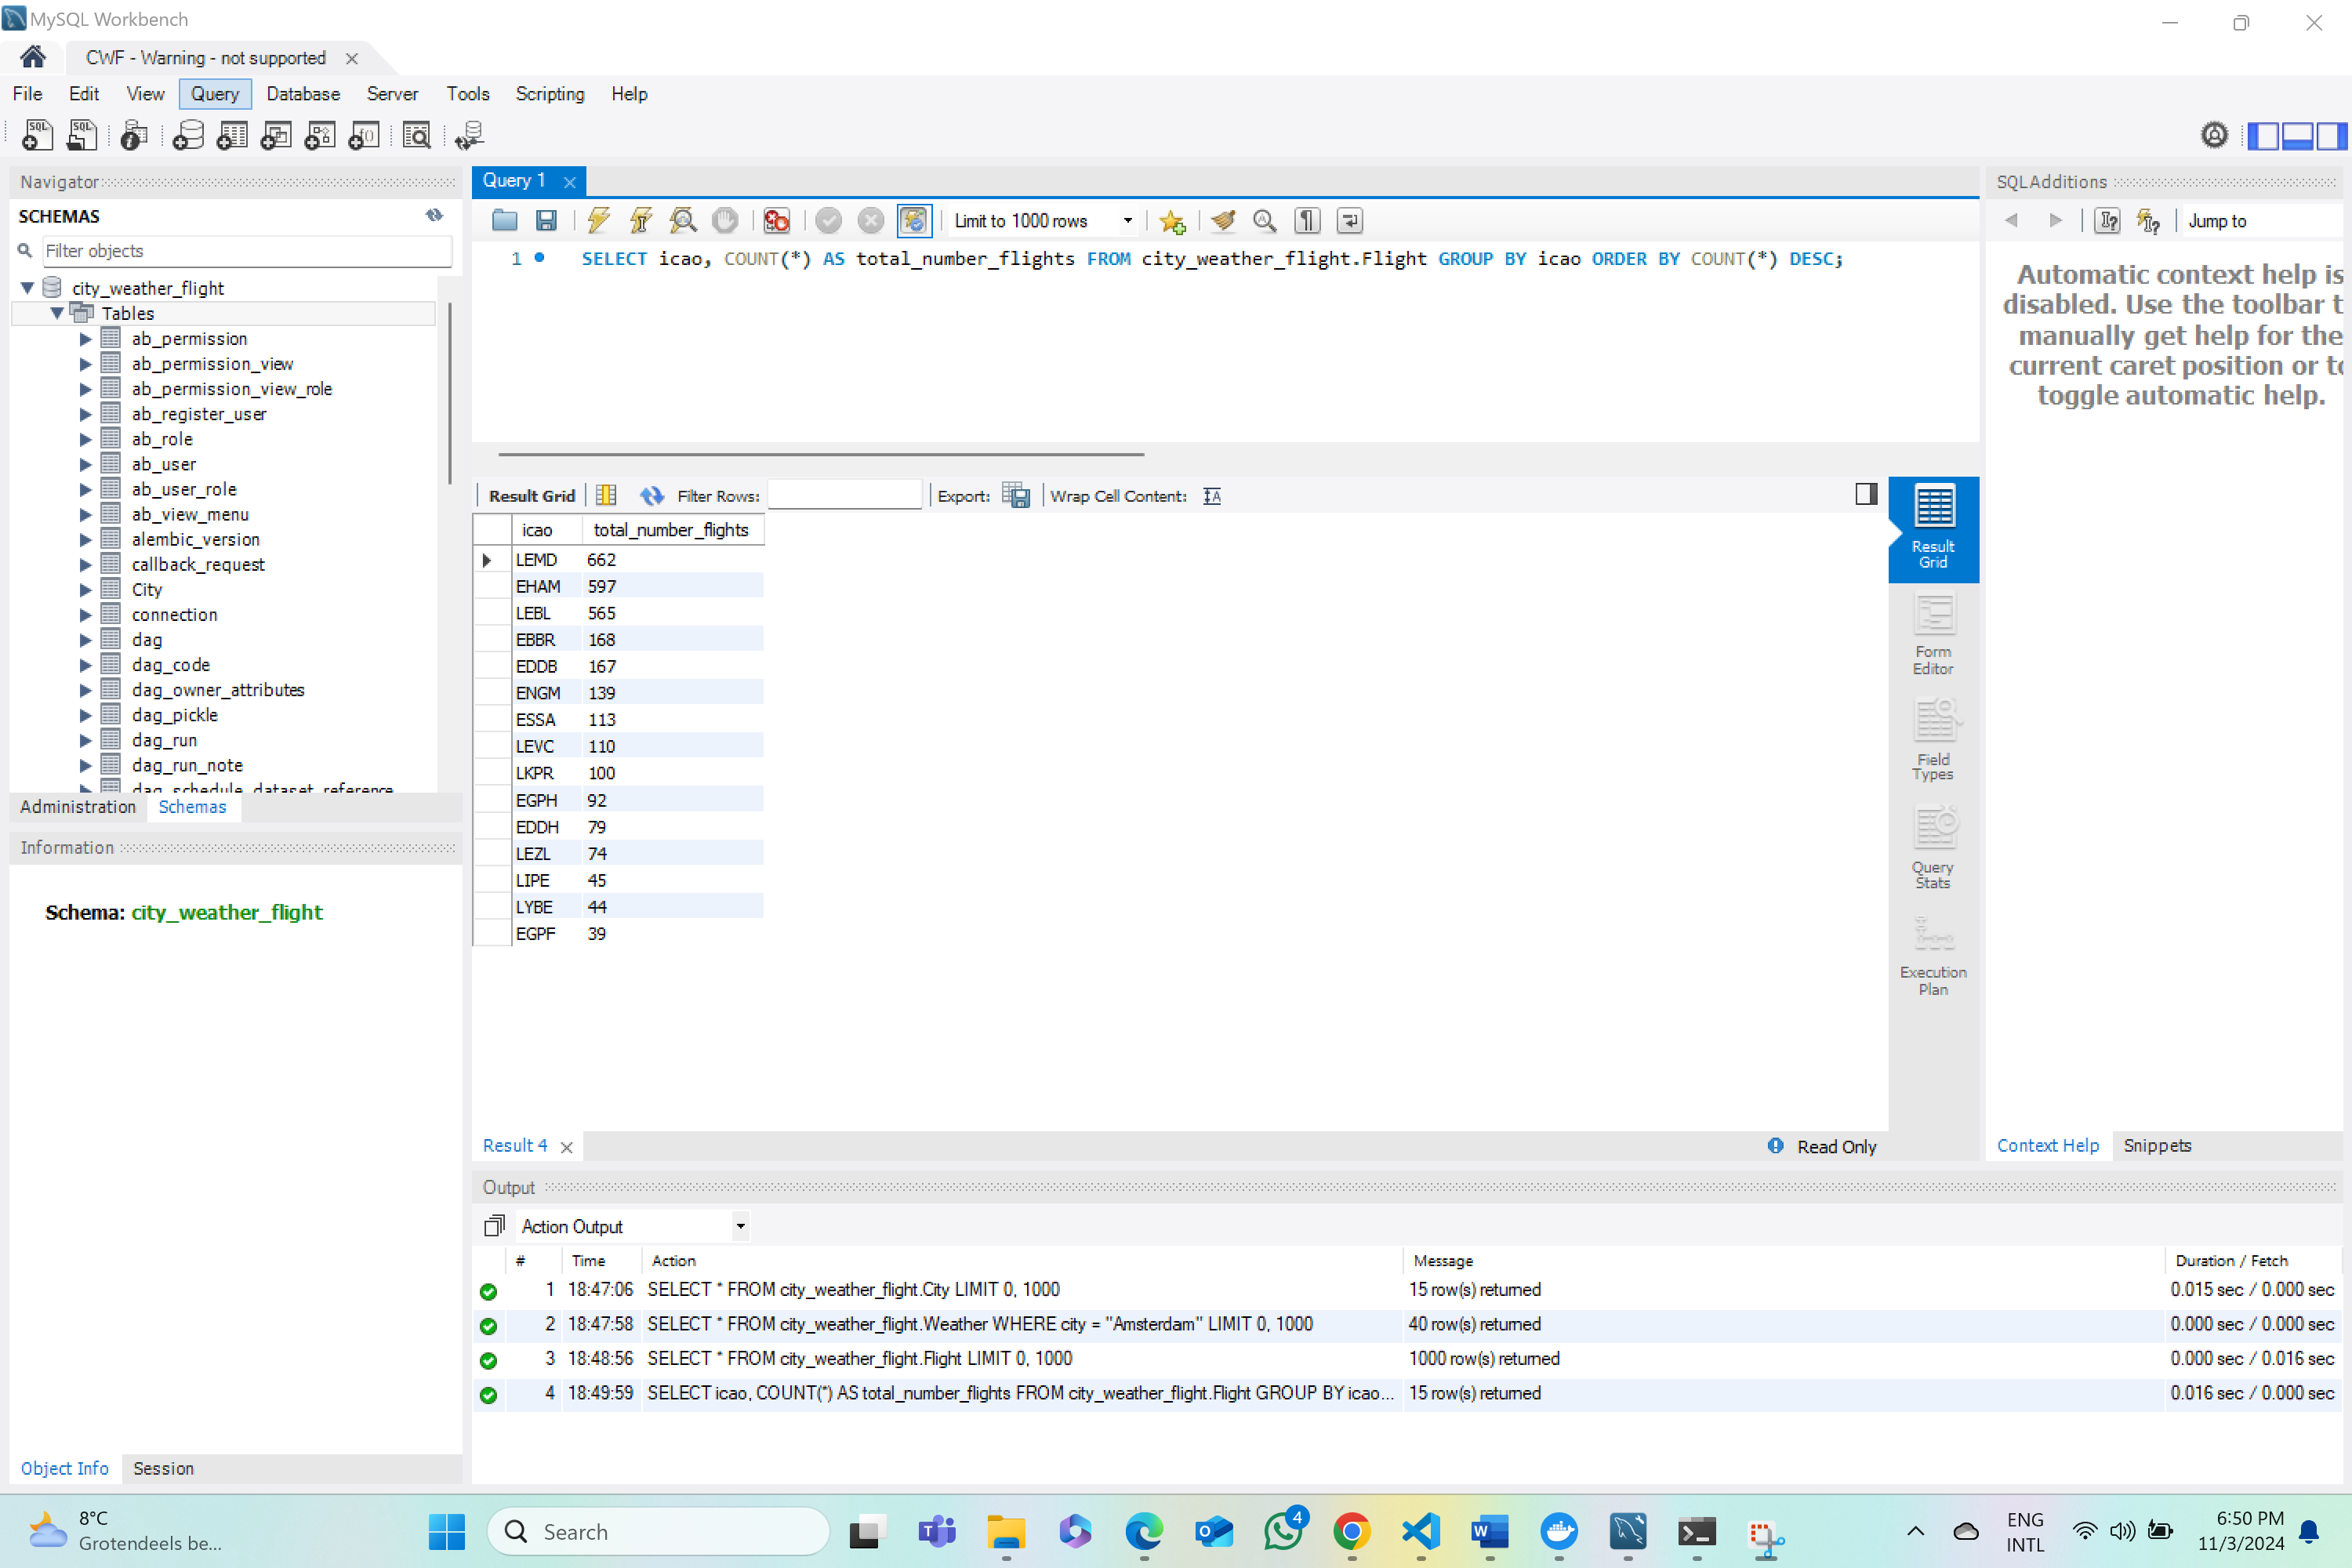 MySQL Workbench
CWF - Warning - not supported
File Edit View Query Database Server Tools Scripting Help
Navigator
SCHEMAS
Filter objects
city_weather_flight
Tables
ab_permission
ab_permission_view
ab_permission_view_role
ab_register_user
ab_role
ab_user
ab_user_role
ab_view_menu
alembic_version
callback_request
City
connection
dag
dag_code
dag_owner_attributes
dag_pickle
dag_run
dag_run_note
dag_schedule_dataset_reference
Administration Schemas
Information
Schema: city_weather_flight
Object Info Session
Query 1
Limit to 1000 rows
1 SELECT icao, COUNT(*) AS total_number_flights FROM city_weather_flight.Flight GROUP BY icao ORDER BY COUNT(*) DESC;
Result Grid Filter Rows: Export: Wrap Cell Content:
icao total_number_flights
LEMD 662
EHAM 597
LEBL 565
EBBR 168
EDDB 167
ENGM 139
ESSA 113
LEVC 110
LKPR 100
EGPH 92
EDDH 79
LEZL 74
LIPE 45
LYBE 44
EGPF 39
Result
Grid
Form
Editor
Field
Types
Query
Stats
Execution
Plan
Result 4
Read Only
SQLAdditions
Jump to
Automatic context help is
disabled. Use the toolbar t
manually get help for the
current caret position or to
toggle automatic help.
Context Help Snippets
Output
Action Output
# Time Action Message Duration / Fetch
1 18:47:06 SELECT * FROM city_weather_flight.City LIMIT 0, 1000 15 row(s) returned 0.015 sec / 0.000 sec
2 18:47:58 SELECT * FROM city_weather_flight.Weather WHERE city = "Amsterdam" LIMIT 0, 1000 40 row(s) returned 0.000 sec / 0.000 sec
3 18:48:56 SELECT * FROM city_weather_flight.Flight LIMIT 0, 1000 1000 row(s) returned 0.000 sec / 0.016 sec
4 18:49:59 SELECT icao, COUNT(*) AS total_number_flights FROM city_weather_flight.Flight GROUP BY icao... 15 row(s) returned 0.016 sec / 0.000 sec
8°C
Grotendeels be...
Search
4
ENG
INTL
6:50 PM
11/3/2024